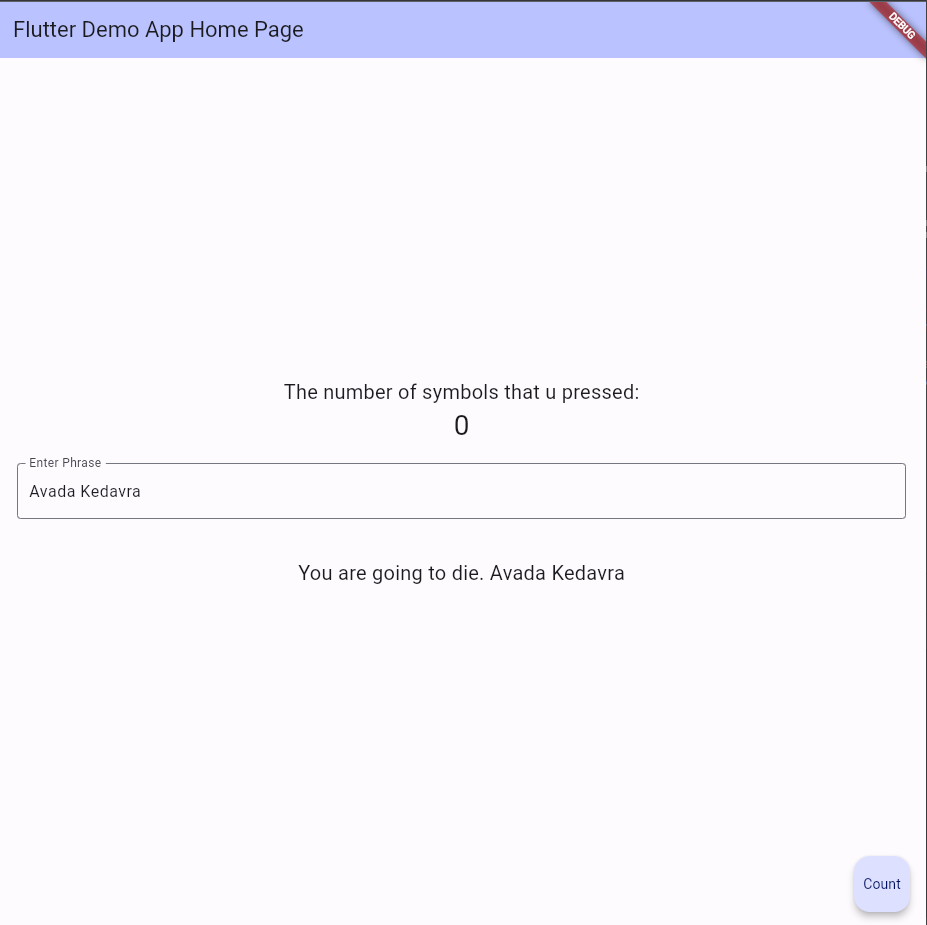 Flutter Demo App Home Page
DEBUG
The number of symbols that u pressed:
0
Enter Phrase
Avada Kedavra
You are going to die. Avada Kedavra
Count